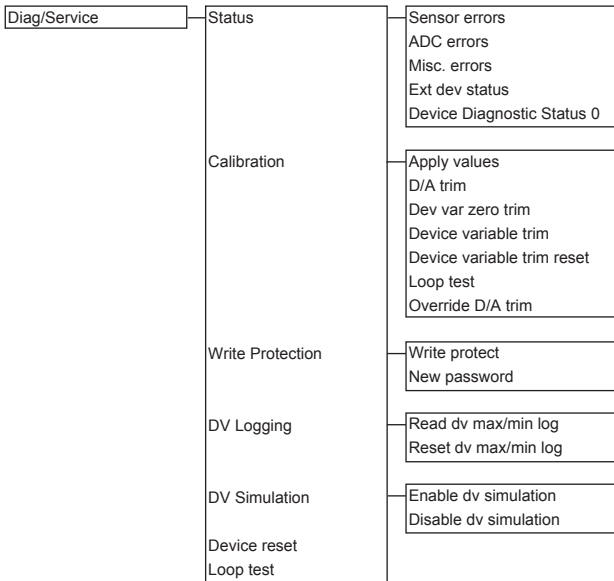 Diag/Service
Status
Sensor errors
ADC errors
Misc. errors
Ext dev status
Device Diagnostic Status 0
Calibration
Apply values
D/A trim
Dev var zero trim
Device variable trim
Device variable trim reset
Loop test
Override D/A trim
Write Protection
Write protect
New password
DV Logging
Read dv max/min log
Reset dv max/min log
DV Simulation
Enable dv simulation
Disable dv simulation
Device reset
Loop test